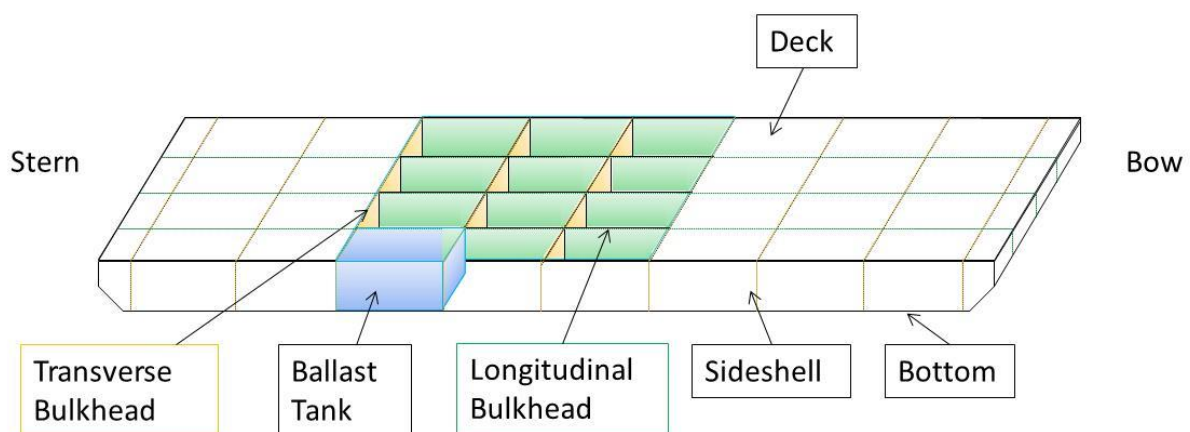 Deck
Stern
Bow
Transverse
Bulkhead
Ballast
Tank
Longitudinal
Bulkhead
Sideshell
Bottom